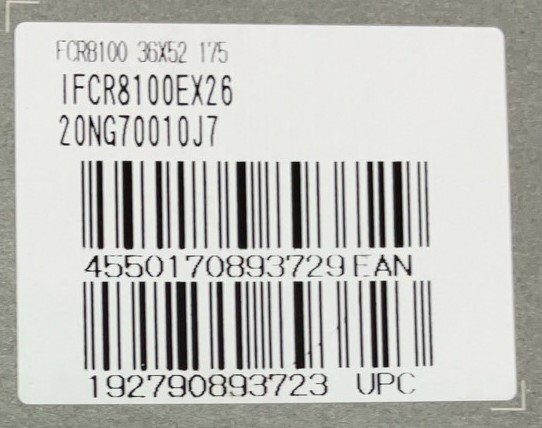 FCR8100 36X52 175
IFCR8100EX26
20NG70010J7
4550170893729 EAN
192790893723 UPC